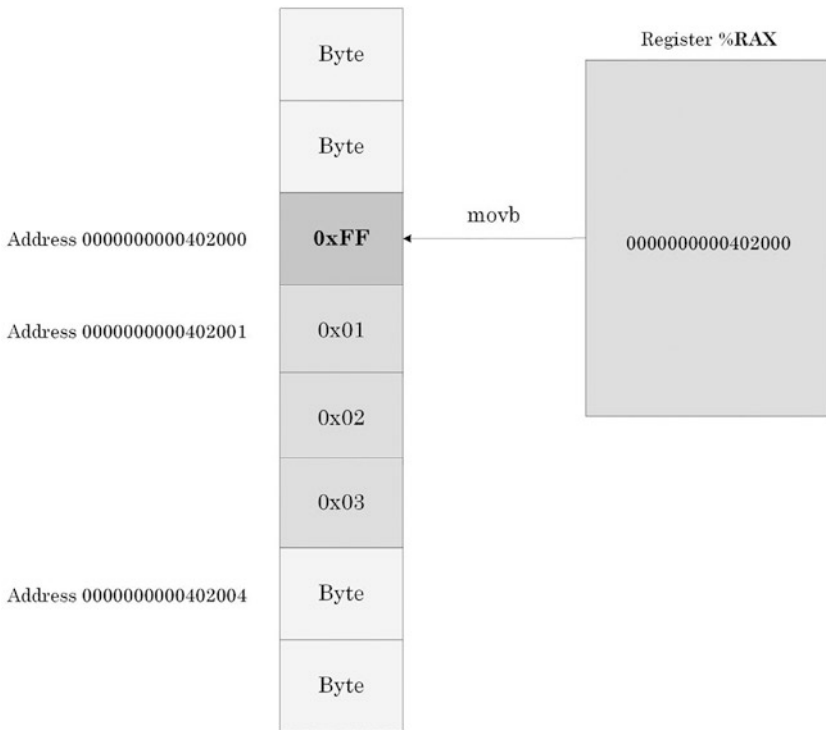 Byte
Register %RAX
Byte
movb
Address 0000000000402000
0xFF
0000000000402000
Address 0000000000402001
0x01
0x02
0x03
Address 0000000000402004
Byte
Byte